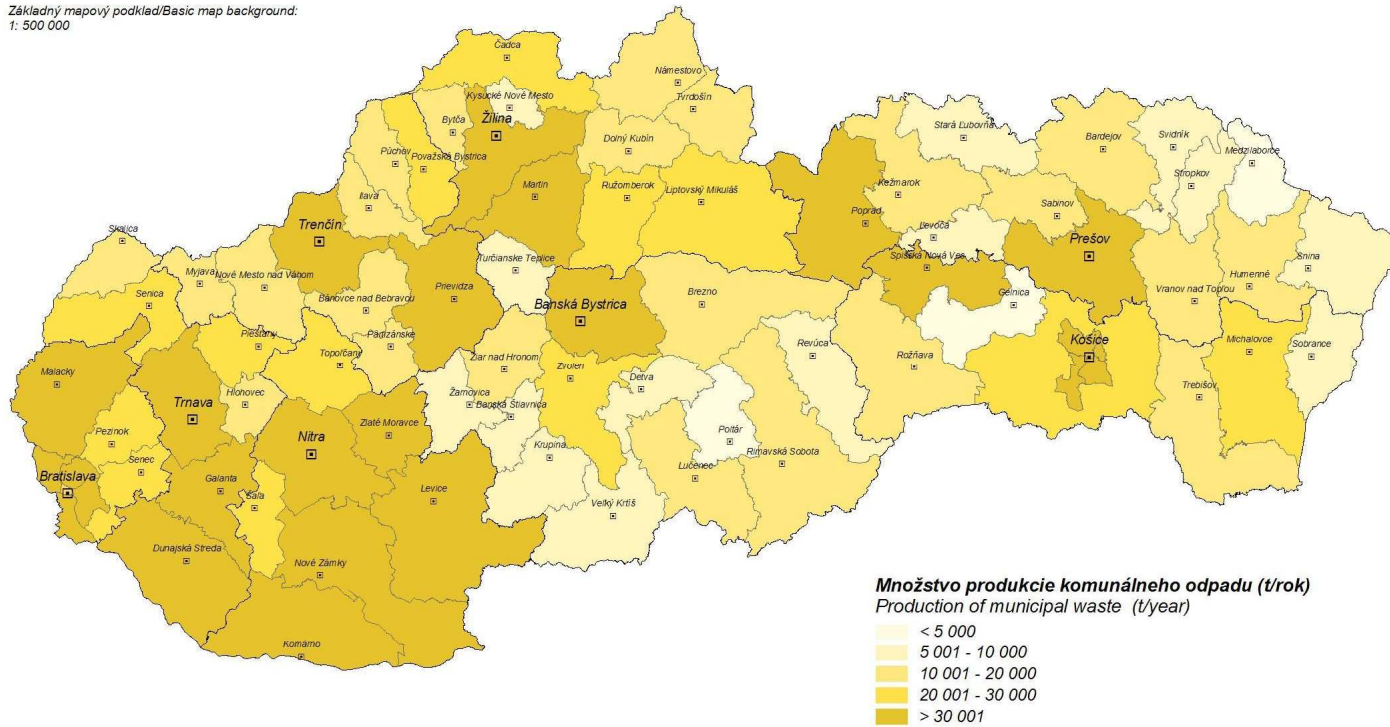 Základný mapový podklad/Basic map background:
1: 500 000
Čadca
Námestovo
Kysucké Nové Mesto
Tvrdošín
Bytča
Žilina
Stará Ľubovňa
Bardejov
Svidník
Dolný Kubín
Medzilaborce
Púchov
Považská Bystrica
Stropkov
Martin
Ružomberok
Liptovský Mikuláš
Kežmarok
Ilava
Poprad
Sabinov
Skalica
Trenčín
Levoča
Prešov
Spišská Nová Ves
Turčianske Teplice
Snina
Myjava
Nové Mesto nad Váhom
Humenné
Vranov nad Topľou
Senica
Bánovce nad Bebravou
Prievidza
Banská Bystrica
Brezno
Gelnica
Piešťany
Partizánske
Košice
Michalovce
Sobrance
Topoľčany
Žiar nad Hronom
Revúca
Rožňava
Malacky
Zvolen
Detva
Trebišov
Trnava
Hlohovec
Žarnovica
Banská Štiavnica
Zlaté Moravce
Pezinok
Nitra
Krupina
Poltár
Rimavská Sobota
Senec
Lučenec
Bratislava
Galanta
Levice
Šaľa
Veľký Krtíš
Dunajská Streda
Nové Zámky
Komárno
Množstvo produkcie komunálneho odpadu (t/rok)
Production of municipal waste (t/year)
< 5 000
5 001 - 10 000
10 001 - 20 000
20 001 - 30 000
> 30 001